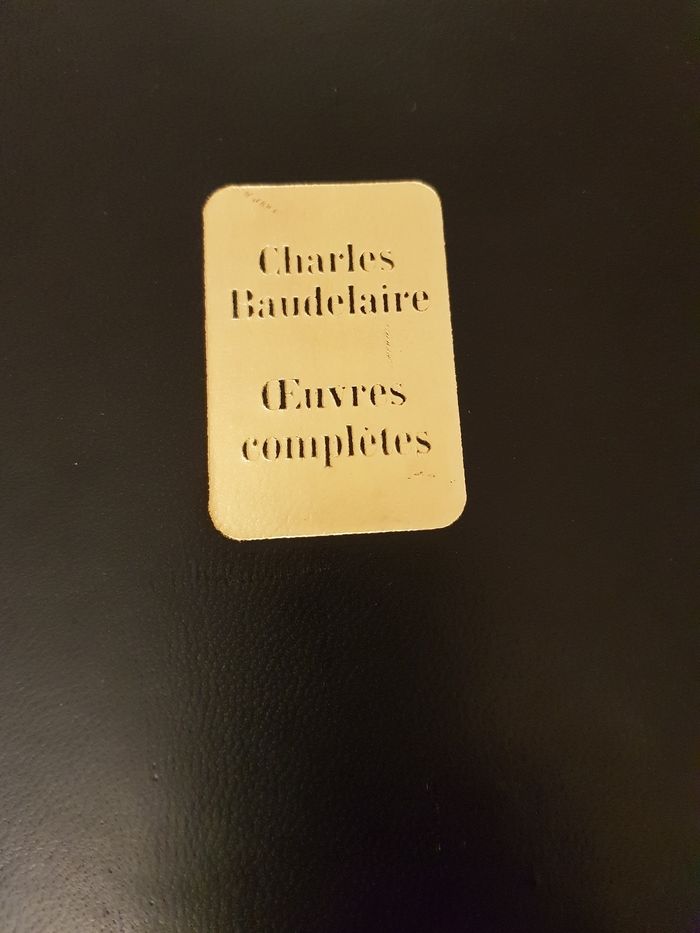 Charles
Baudelaire
Œuvres
complètes